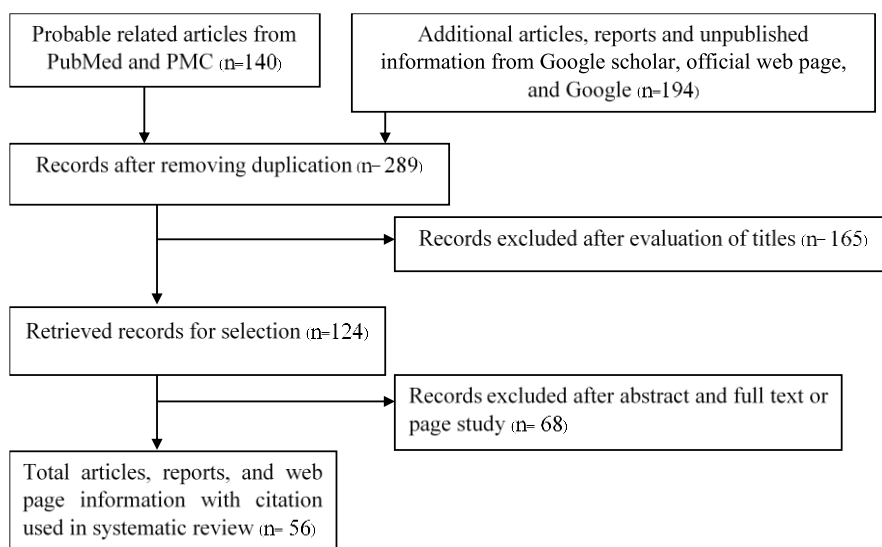 Probable related articles from
PubMed and PMC (n=140)
Additional articles, reports and unpublished
information from Google scholar, official web page,
and Google (n=194)
Records after removing duplication (n= 289)
Records excluded after evaluation of titles (n= 165)
Retrieved records for selection (n=124)
Records excluded after abstract and full text or
page study (n= 68)
Total articles, reports, and web
page information with citation
used in systematic review (n= 56)